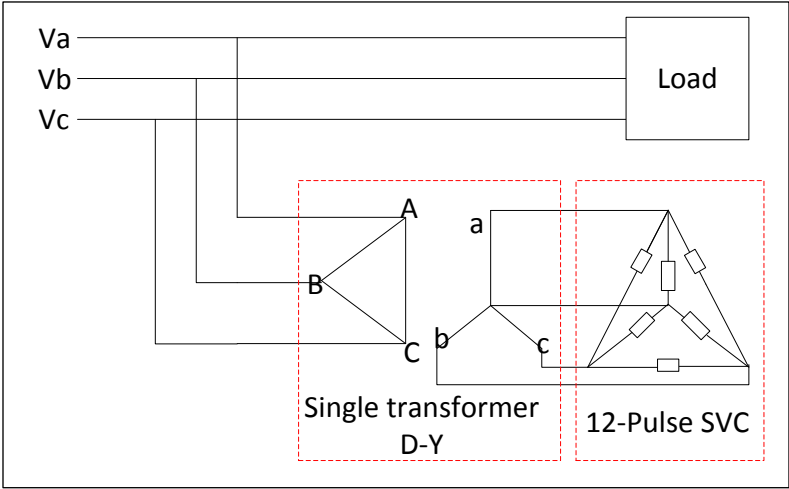 Va
Vb
Vc
Load
A
B
C
a
b
c
Single transformer
D-Y
12-Pulse SVC